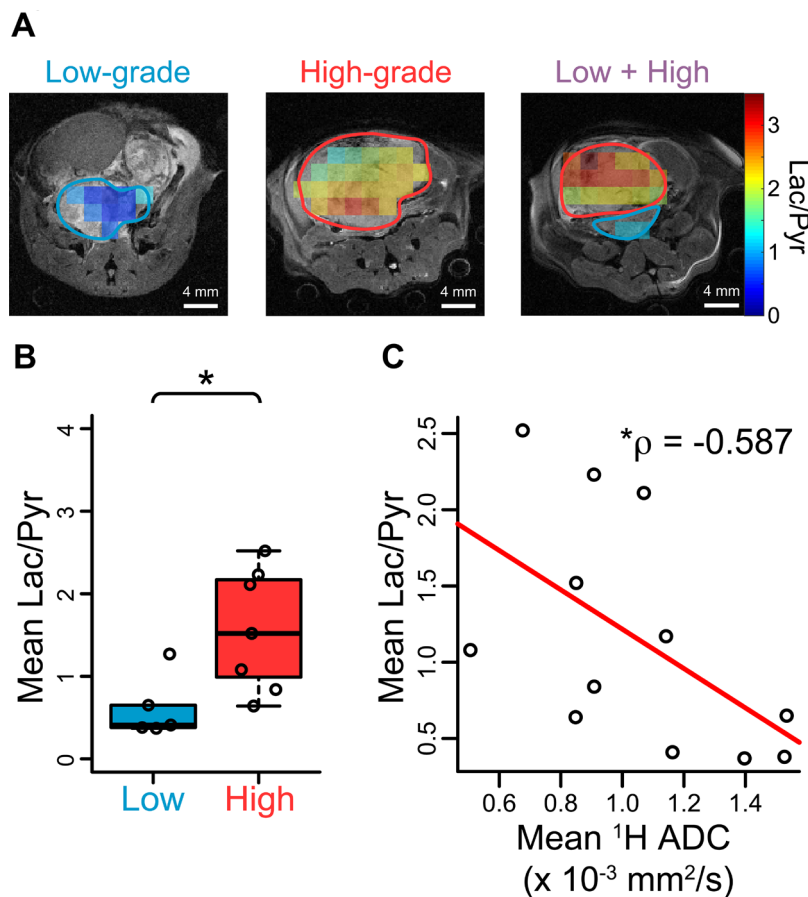 A
Low-grade
High-grade
Low + High
4 mm
4 mm
4 mm
3
2
1
0
Lac/Pyr
B
*
4
3
2
1
0
Mean Lac/Pyr
Low
High
C
*ρ = -0.587
2.5
2.0
1.5
1.0
0.5
Mean Lac/Pyr
0.6 0.8 1.0 1.2 1.4
Mean ¹H ADC
(x 10⁻³ mm²/s)